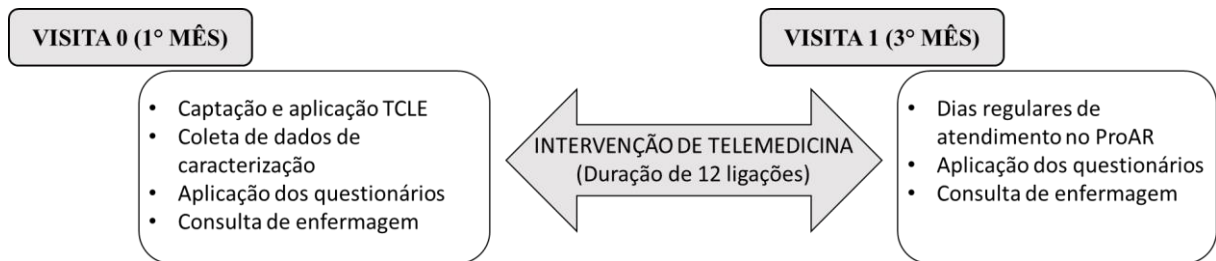 VISITA 0 (1° MÊS)
• Captação e aplicação TCLE
• Coleta de dados de
caracterização
• Aplicação dos questionários
• Consulta de enfermagem
INTERVENÇÃO DE TELEMEDICINA
(Duração de 12 ligações)
VISITA 1 (3° MÊS)
• Dias regulares de
atendimento no ProAR
• Aplicação dos questionários
• Consulta de enfermagem